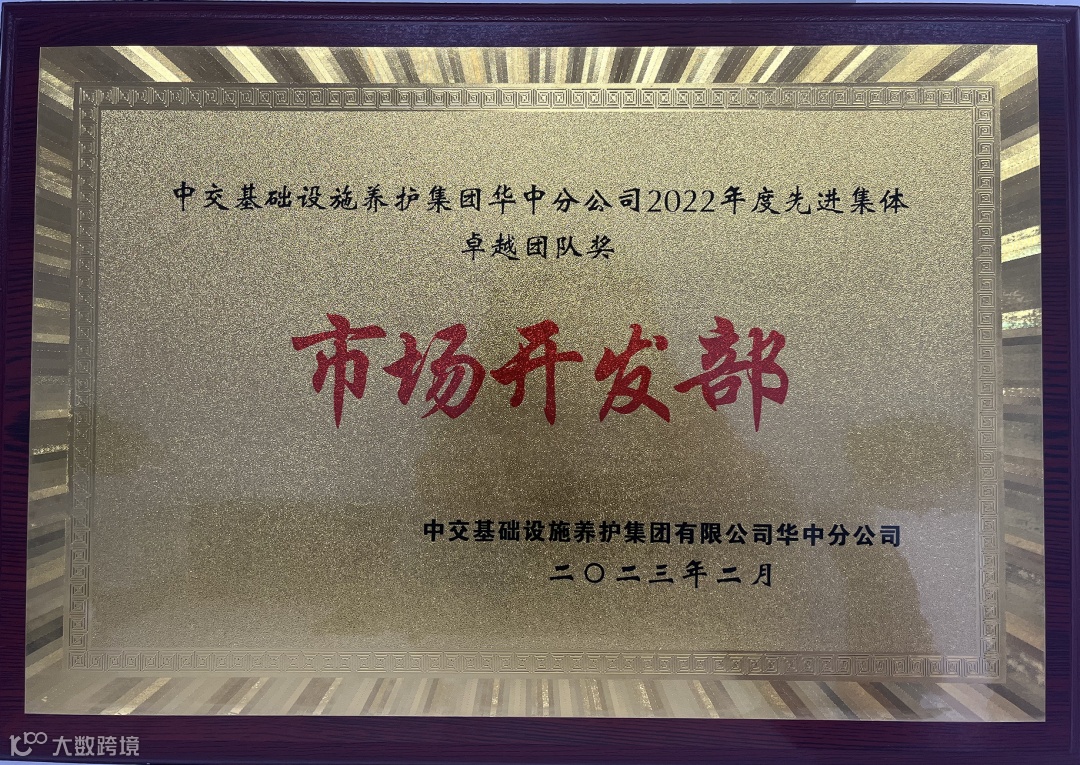 中交基础设施养护集团华中分公司2022年度先进集体
卓越团队奖
市场开发部
中交基础设施养护集团有限公司华中分公司
二〇二三年二月
大数跨境